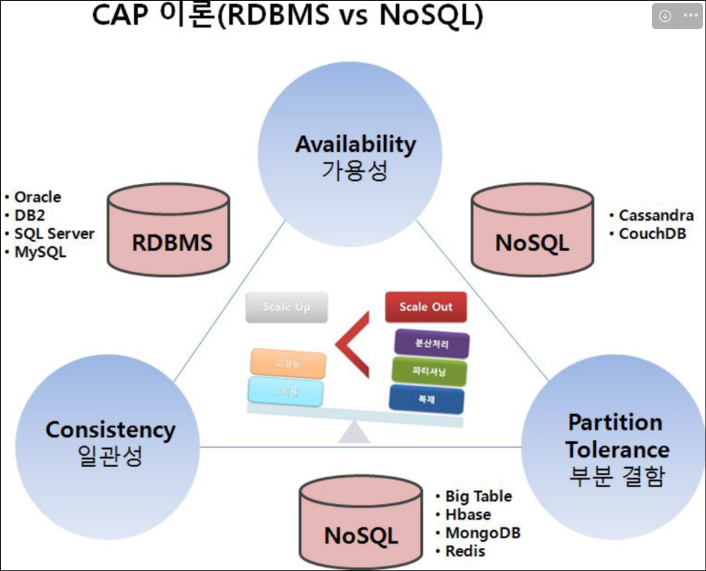 CAP 이론(RDBMS vs NoSQL)
Availability
가용성
• Oracle
• DB2
• SQL Server
• MySQL
RDBMS
NoSQL
• Cassandra
• CouchDB
Scale Up
Scale Out
고성능
고비용
분산처리
파티셔닝
복제
Consistency
일관성
Partition
Tolerance
부분 결함
NoSQL
• Big Table
• Hbase
• MongoDB
• Redis